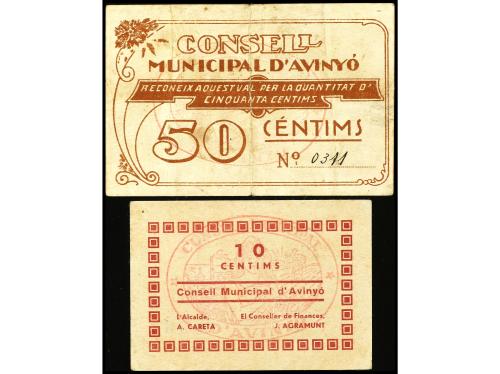 CONSELL
MUNICIPAL D'AVINYÓ
RECONEIX AQUEST VAL PER LA QUANTITAT D'
CINQUANTA CENTIMS
50 CÉNTIMS
Nº 0311
10
CENTIMS
Consell Municipal d'Avinyó
L'Alcalde, El Conseller de Finances,
A. CARETA J. AGRAMUNT